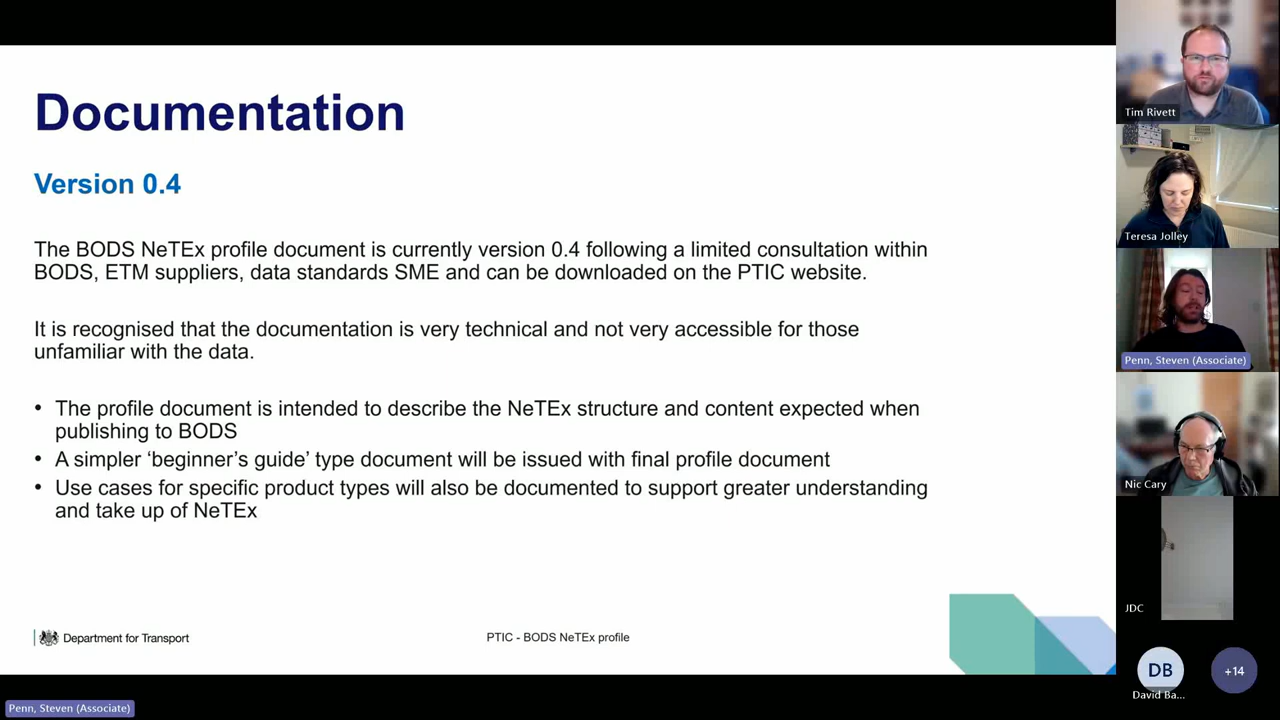 Documentation
Version 0.4
The BODS NeTEx profile document is currently version 0.4 following a limited consultation within
BODS, ETM suppliers, data standards SME and can be downloaded on the PTIC website.
It is recognised that the documentation is very technical and not very accessible for those
unfamiliar with the data.
• The profile document is intended to describe the NeTEx structure and content expected when
publishing to BODS
• A simpler ‘beginner’s guide’ type document will be issued with final profile document
• Use cases for specific product types will also be documented to support greater understanding
and take up of NeTEx
Department for Transport
PTIC - BODS NeTEx profile
Penn, Steven (Associate)
Tim Rivett
Teresa Jolley
Penn, Steven (Associate)
Nic Cary
JDC
DB
David Ba...
+14